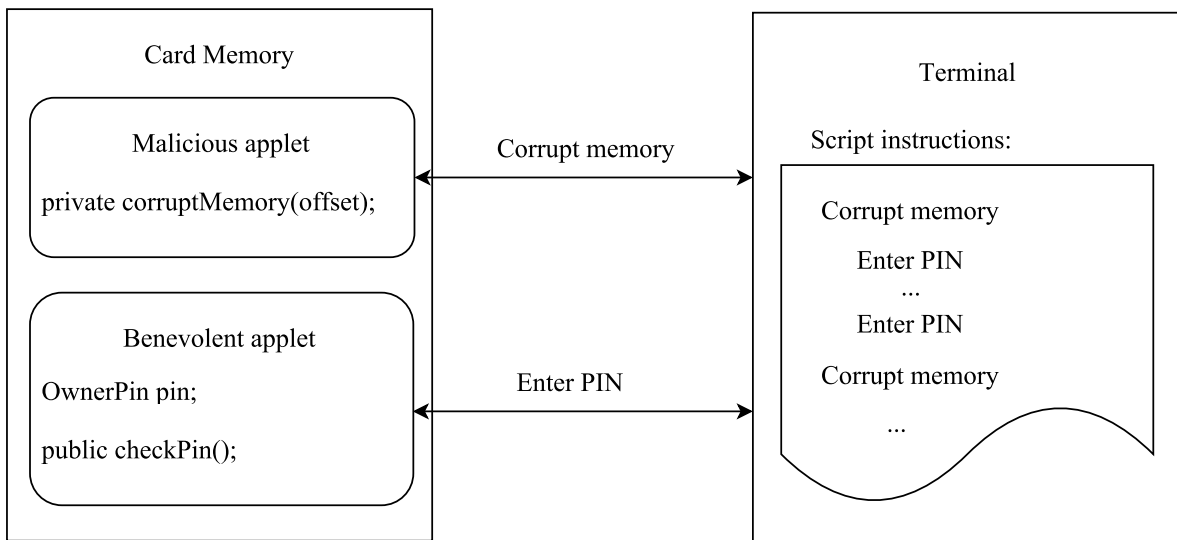 Card Memory
Malicious applet
private corruptMemory(offset);
Benevolent applet
OwnerPin pin;
public checkPin();
Corrupt memory
Enter PIN
Terminal
Script instructions:
Corrupt memory
Enter PIN
...
Enter PIN
Corrupt memory
...